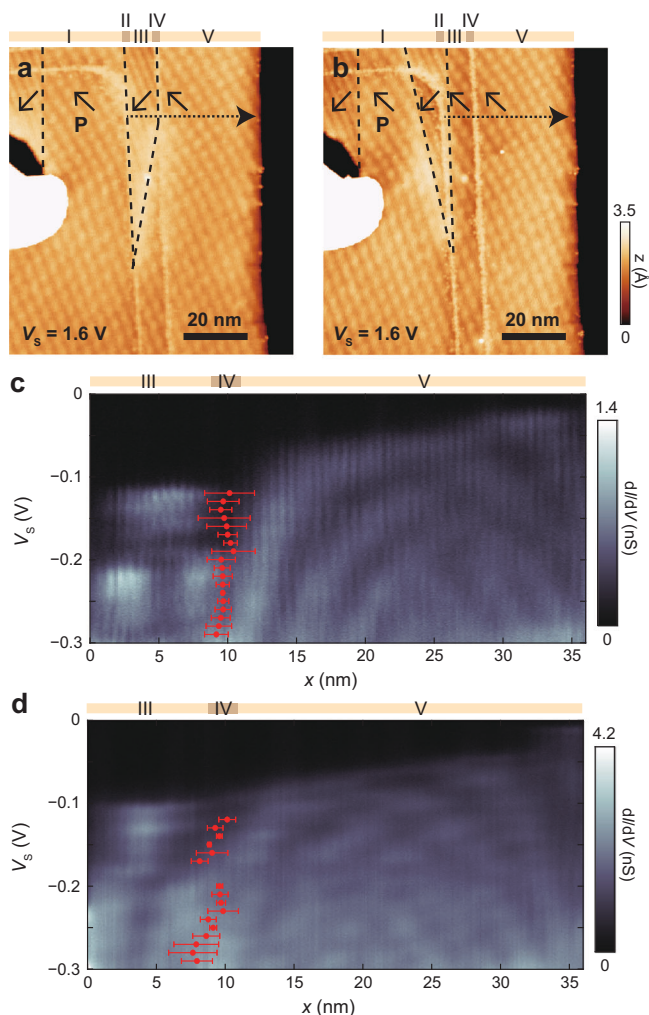 II IV
I III V
a
P
V_s = 1.6 V
20 nm
II IV
I III V
b
P
V_s = 1.6 V
20 nm
3.5
z (Å)
0
c
III IV V
0
−0.1
−0.2
−0.3
V_s (V)
0 5 10 15 20 25 30 35
x (nm)
1.4
dI/dV (nS)
0
d
III IV V
0
−0.1
−0.2
−0.3
V_s (V)
0 5 10 15 20 25 30 35
x (nm)
4.2
dI/dV (nS)
0